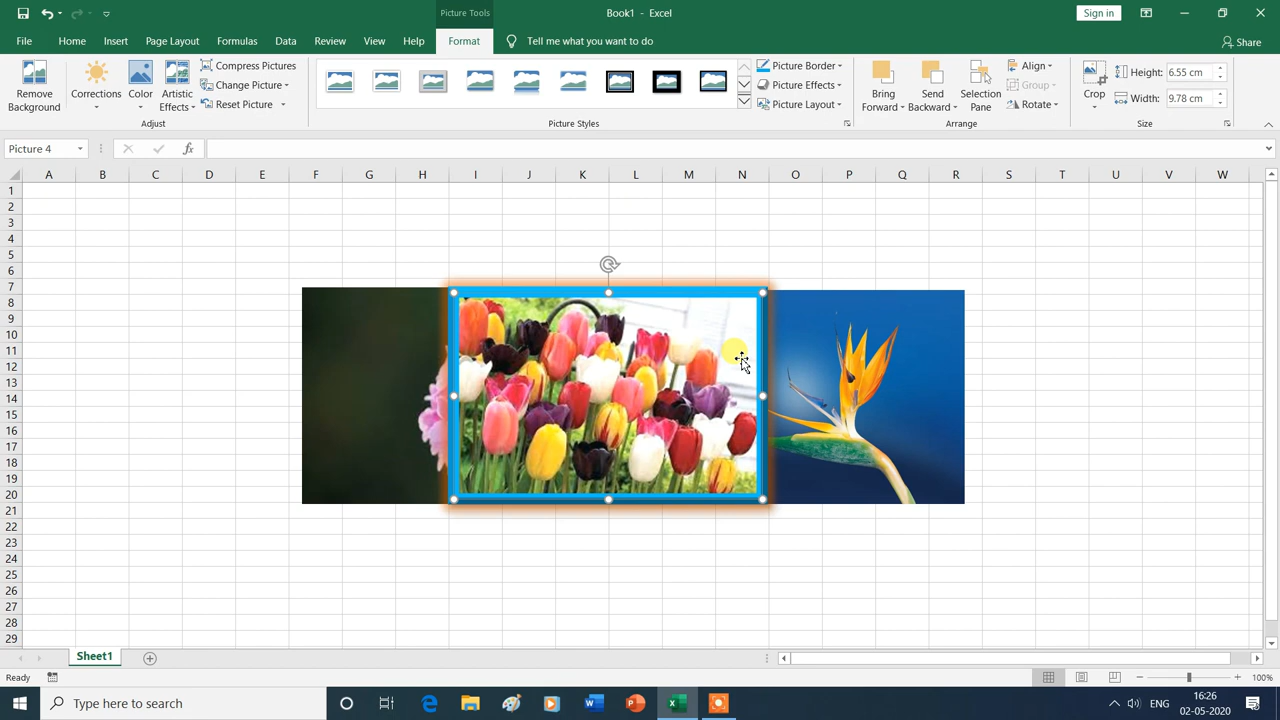 Picture Tools
Book1 - Excel
Sign in
File Home Insert Page Layout Formulas Data Review View Help Format Tell me what you want to do Share
Remove Background
Corrections
Color
Artistic Effects
Compress Pictures
Change Picture
Reset Picture
Adjust
Picture Styles
Picture Border
Picture Effects
Picture Layout
Bring Forward
Send Backward
Selection Pane
Align
Group
Rotate
Arrange
Crop
Height: 6.55 cm
Width: 9.78 cm
Size
Picture 4 fx
A B C D E F G H I J K L M N O P Q R S T U V W
1
2
3
4
5
6
7
8
9
10
11
12
13
14
15
16
17
18
19
20
21
22
23
24
25
26
27
28
29
Sheet1
Ready 100%
Type here to search
ENG
16:26
02-05-2020